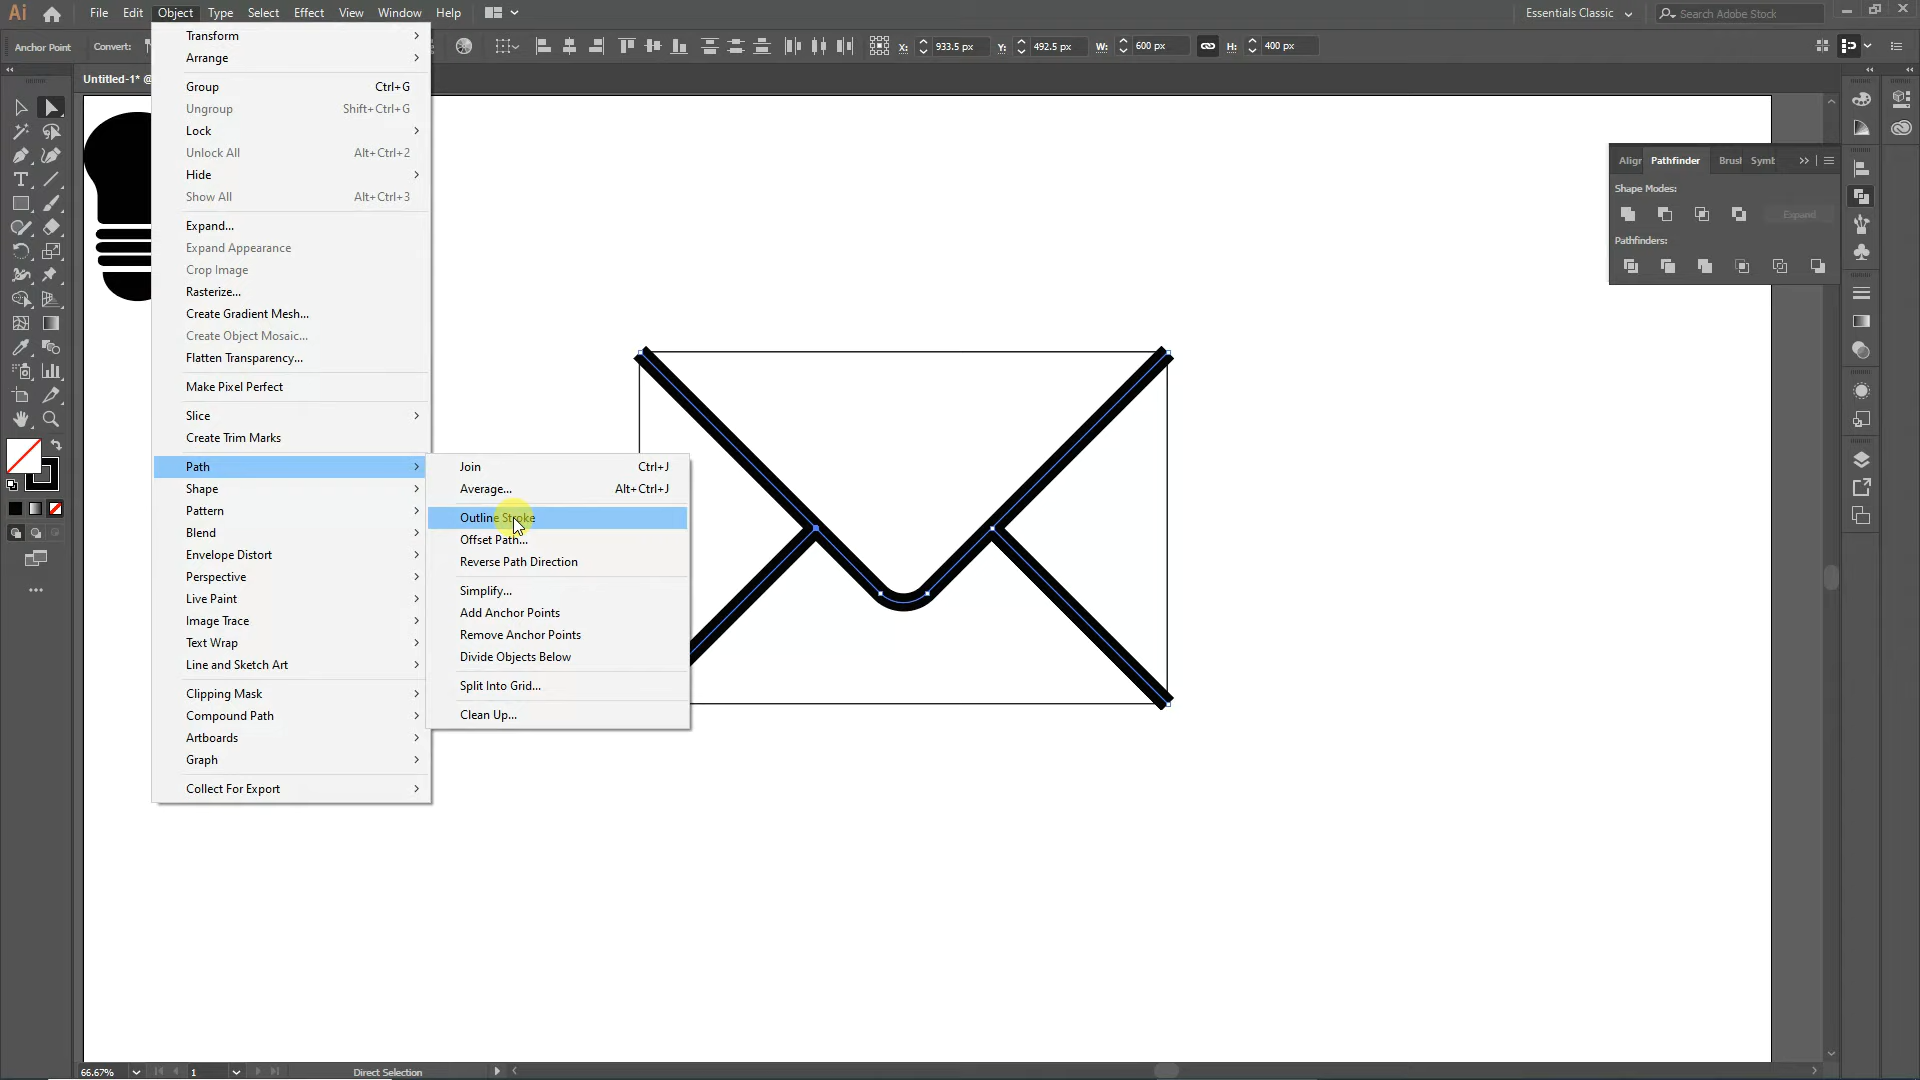 Ai File Edit Object Type Select Effect View Window Help Essentials Classic Search Adobe Stock
Anchor Point Convert: X: 933.5 px Y: 492.5 px W: 600 px H: 400 px
Untitled-1* @
Transform
Arrange
Group Ctrl+G
Ungroup Shift+Ctrl+G
Lock
Unlock All Alt+Ctrl+2
Hide
Show All Alt+Ctrl+3
Expand...
Expand Appearance
Crop Image
Rasterize...
Create Gradient Mesh...
Create Object Mosaic...
Flatten Transparency...
Make Pixel Perfect
Slice
Create Trim Marks
Path
Shape
Pattern
Blend
Envelope Distort
Perspective
Live Paint
Image Trace
Text Wrap
Line and Sketch Art
Clipping Mask
Compound Path
Artboards
Graph
Collect For Export
Join Ctrl+J
Average... Alt+Ctrl+J
Outline Stroke
Offset Path...
Reverse Path Direction
Simplify...
Add Anchor Points
Remove Anchor Points
Divide Objects Below
Split Into Grid...
Clean Up...
Aligr Pathfinder Brusl Symb
Shape Modes:
Expand
Pathfinders:
66.67% 1 Direct Selection